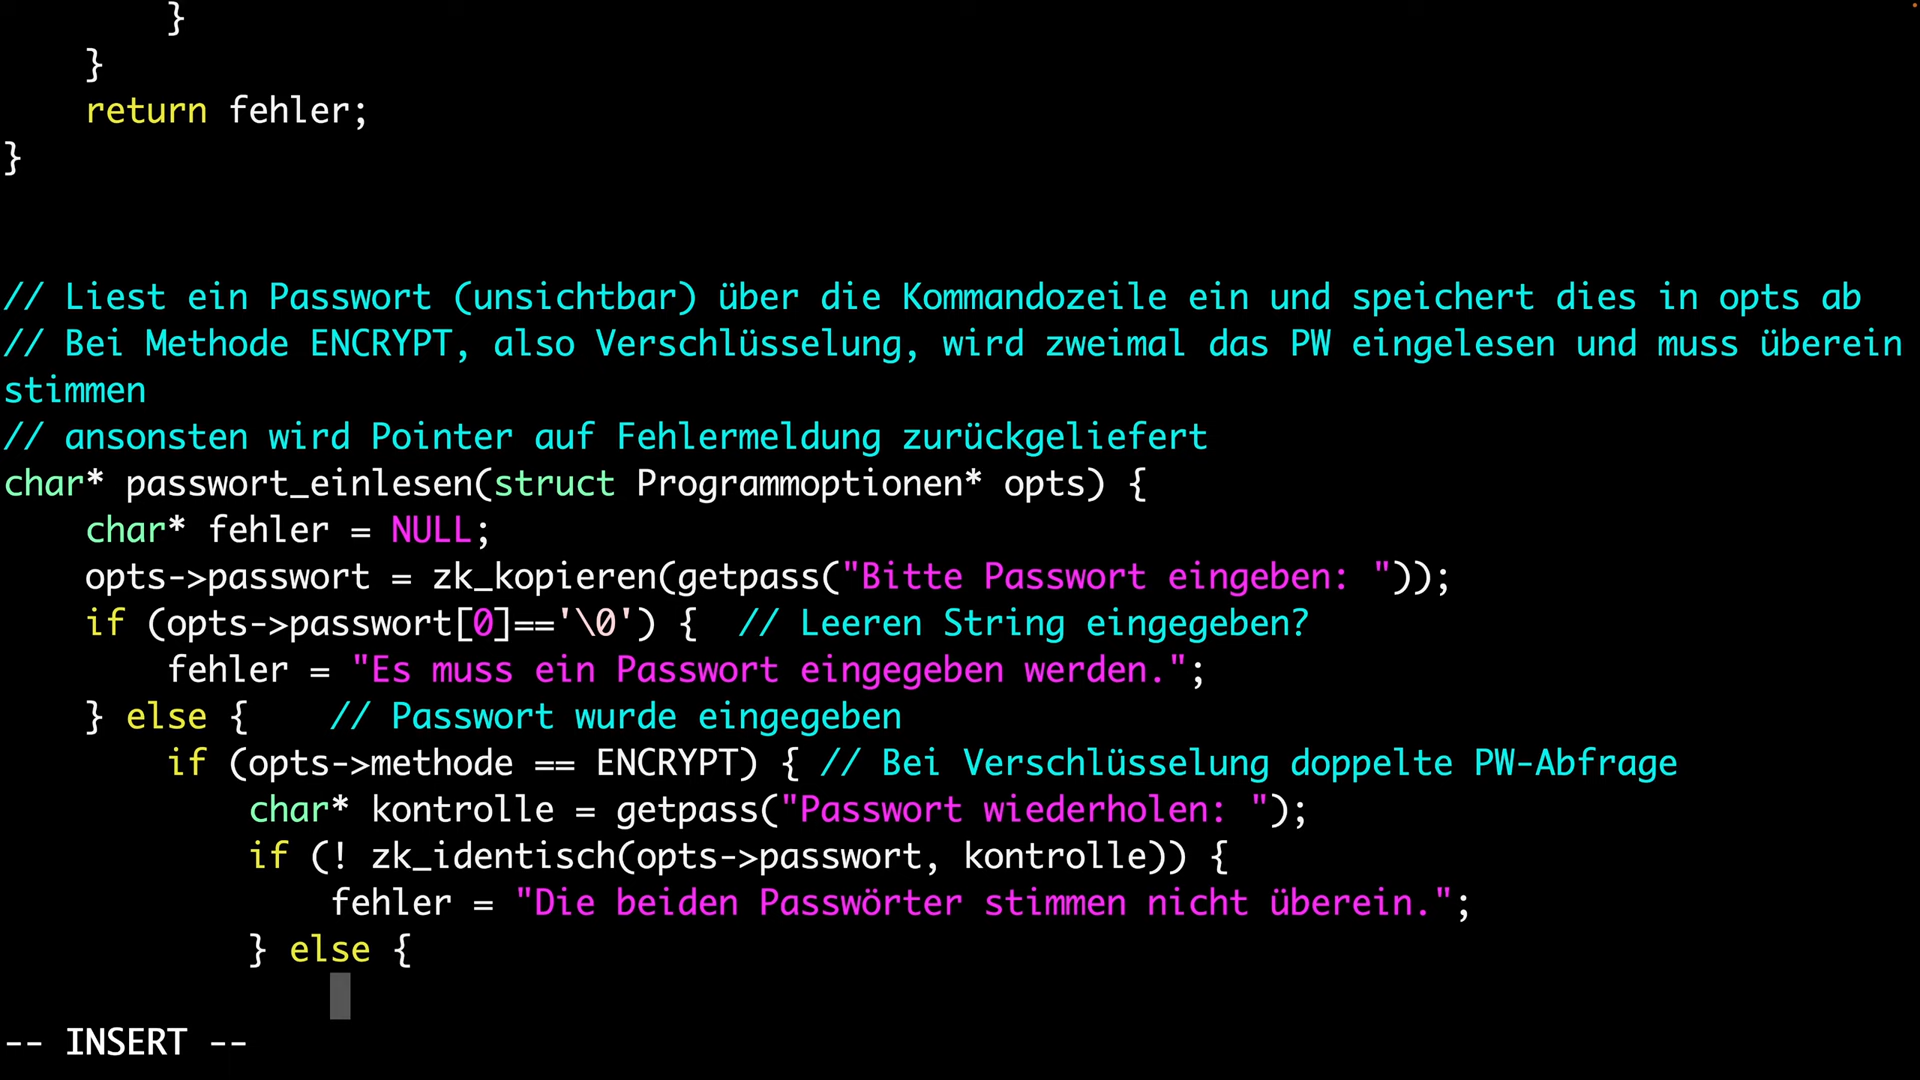 }
    }
    return fehler;
}
// Liest ein Passwort (unsichtbar) über die Kommandozeile ein und speichert dies in opts ab
// Bei Methode ENCRYPT, also Verschlüsselung, wird zweimal das PW eingelesen und muss überein
stimmen
// ansonsten wird Pointer auf Fehlermeldung zurückgeliefert
char* passwort_einlesen(struct Programmoptionen* opts) {
    char* fehler = NULL;
    opts->passwort = zk_kopieren(getpass("Bitte Passwort eingeben: "));
    if (opts->passwort[0]=='\0') {  // Leeren String eingegeben?
        fehler = "Es muss ein Passwort eingegeben werden.";
    } else {    // Passwort wurde eingegeben
        if (opts->methode == ENCRYPT) { // Bei Verschlüsselung doppelte PW-Abfrage
            char* kontrolle = getpass("Passwort wiederholen: ");
            if (! zk_identisch(opts->passwort, kontrolle)) {
                fehler = "Die beiden Passwörter stimmen nicht überein.";
            } else {
-- INSERT --